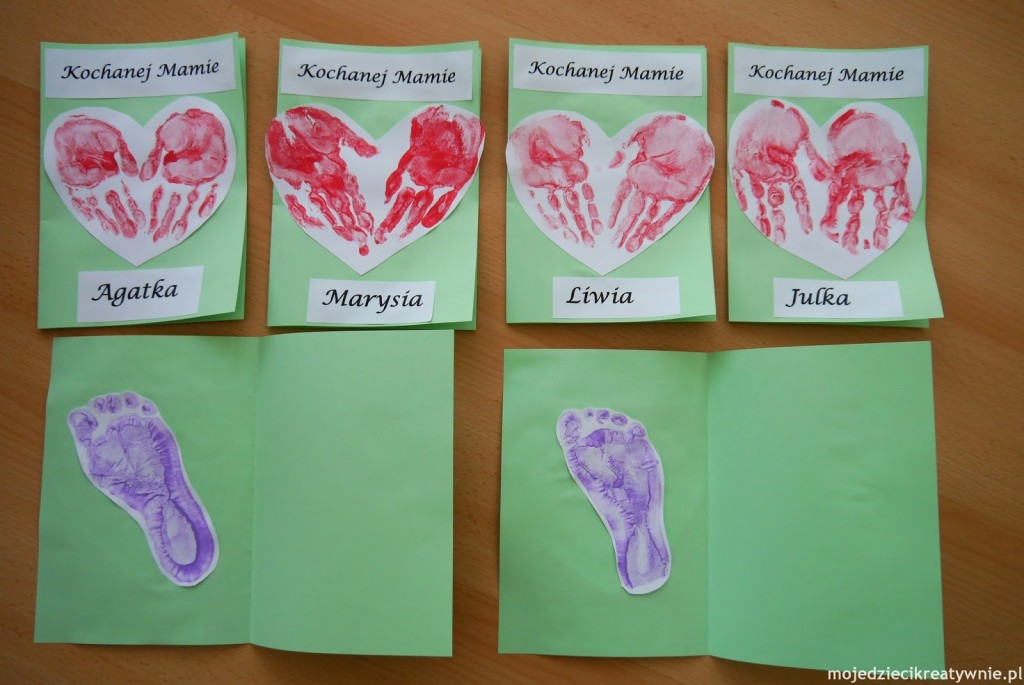 Kochanej Mamie
Kochanej Mamie
Kochanej Mamie
Kochanej Mamie
Agatka
Marysia
Liwia
Julka
mojedziecikreatywnie.pl